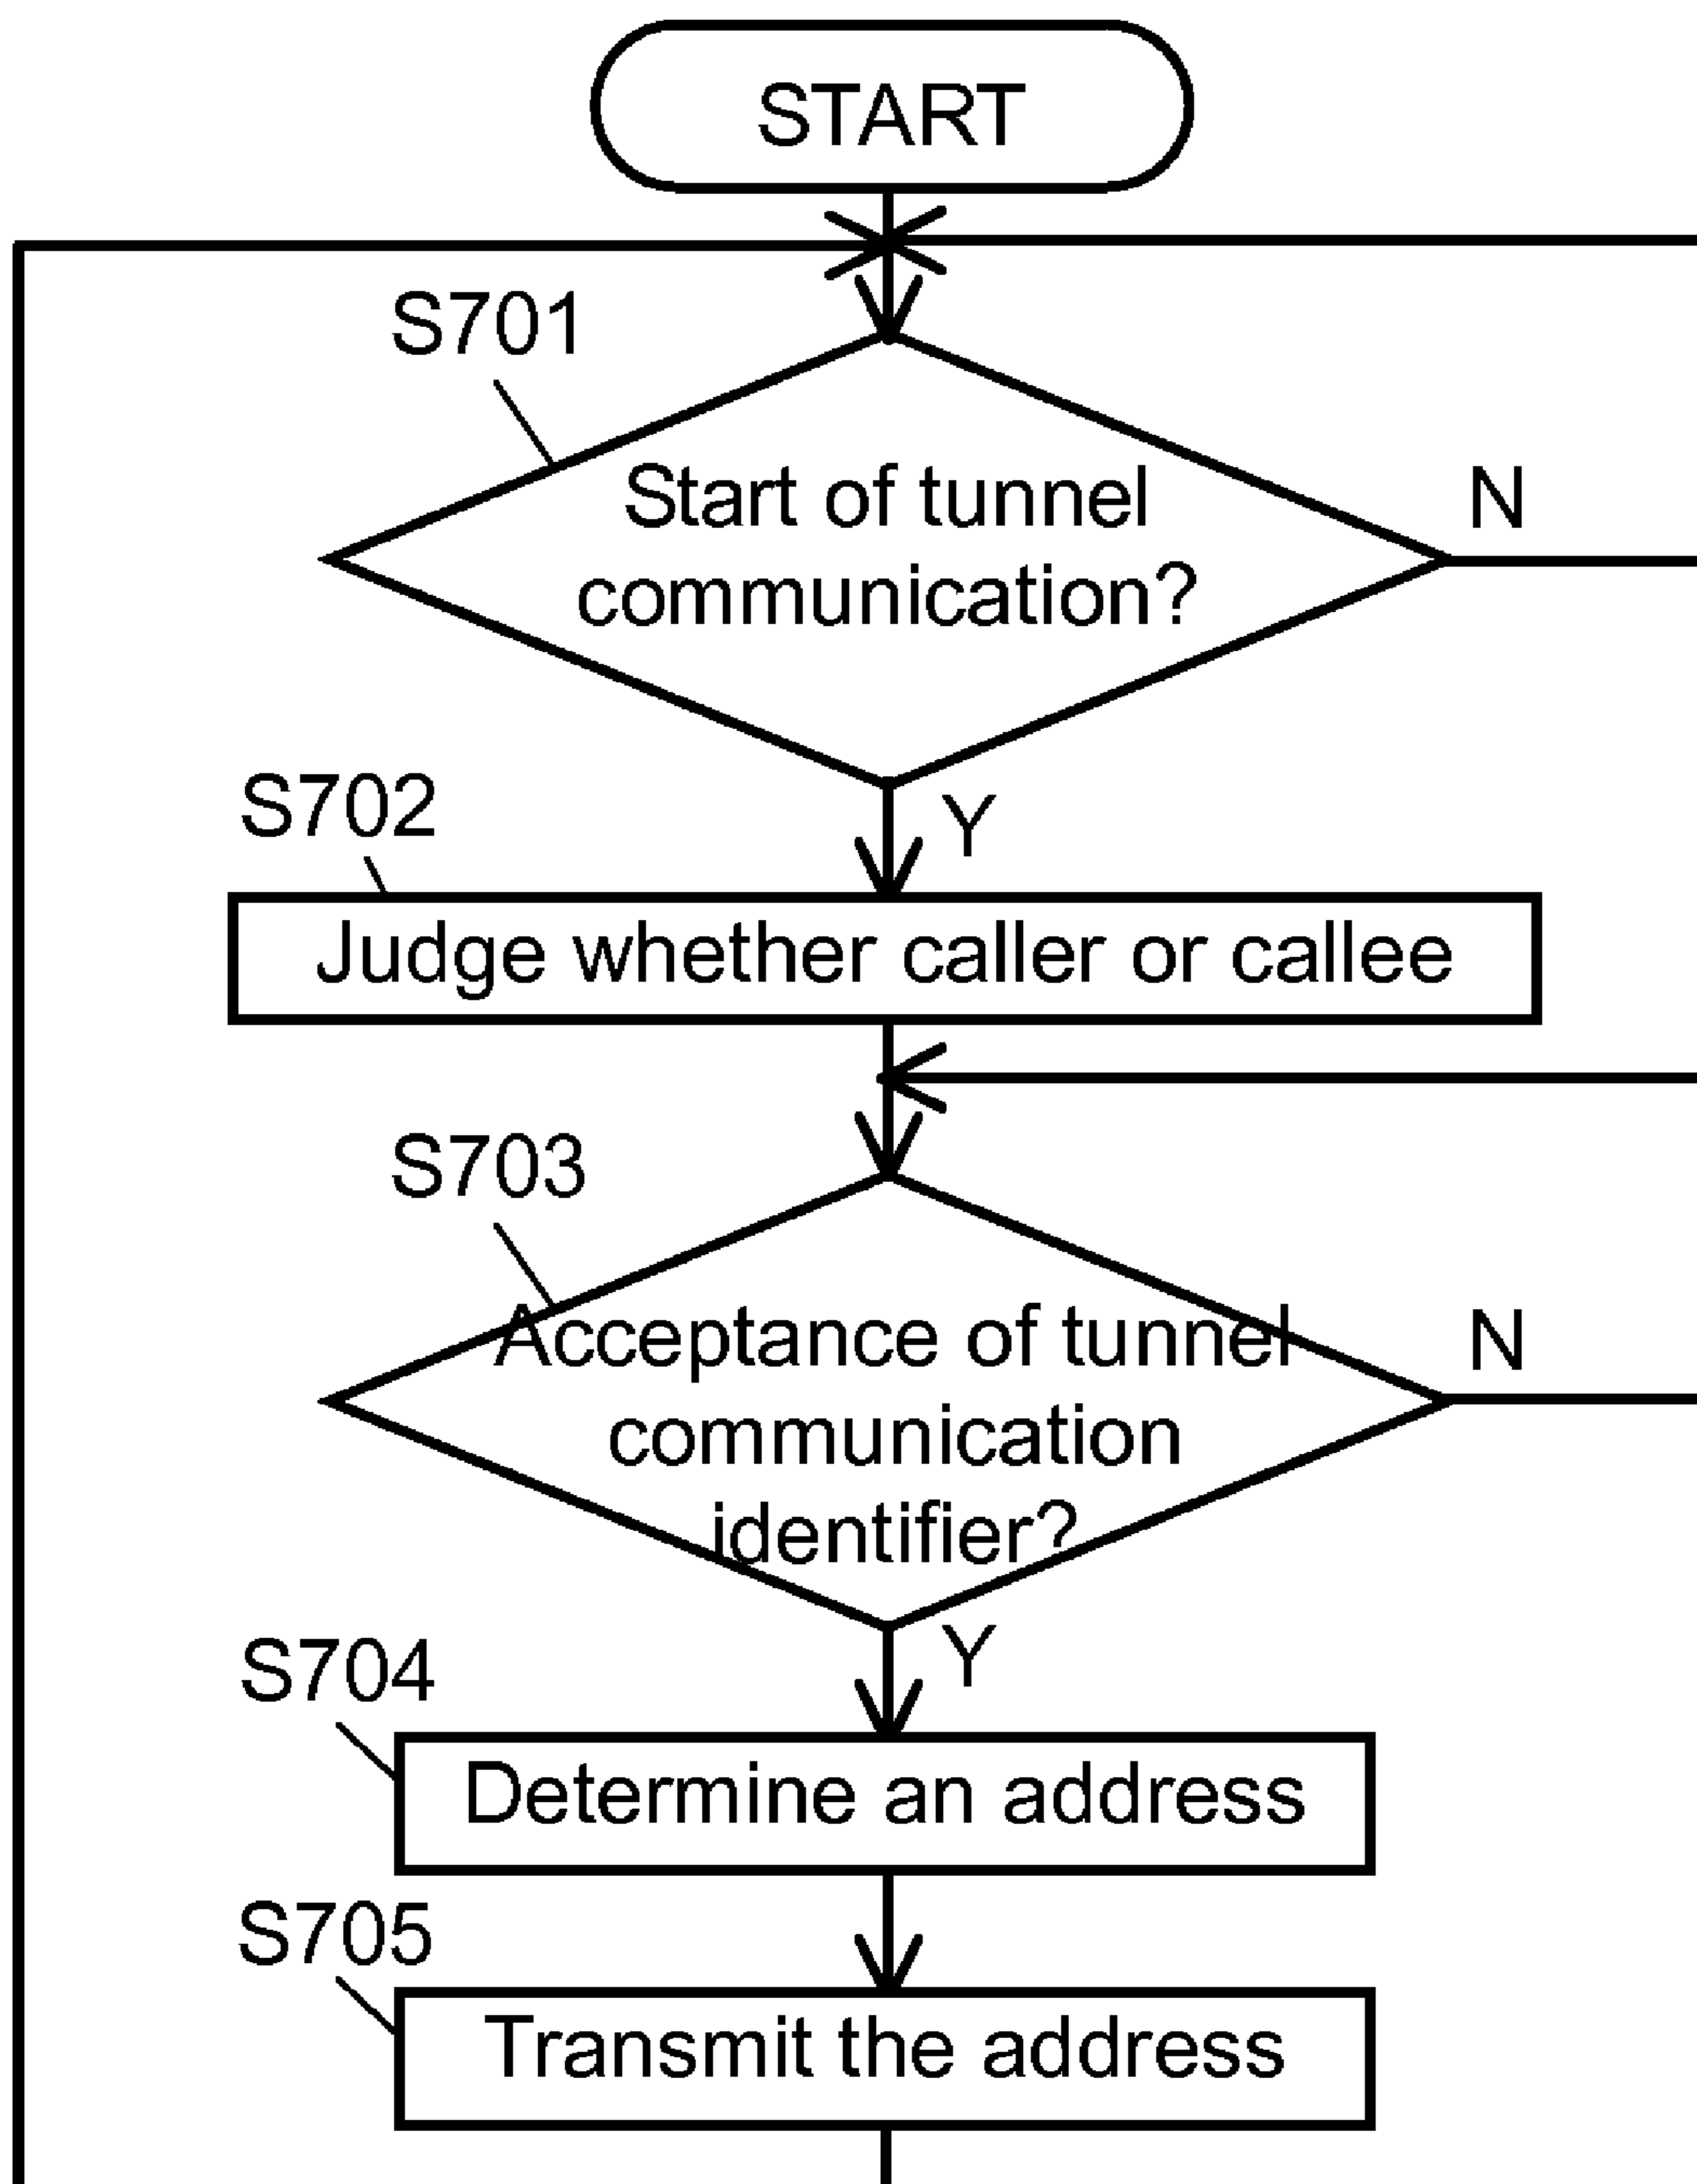 START
S701
Start of tunnel
communication?
N
Y
S702
Judge whether caller or callee
S703
Acceptance of tunnel
communication
identifier?
N
Y
S704
Determine an address
S705
Transmit the address